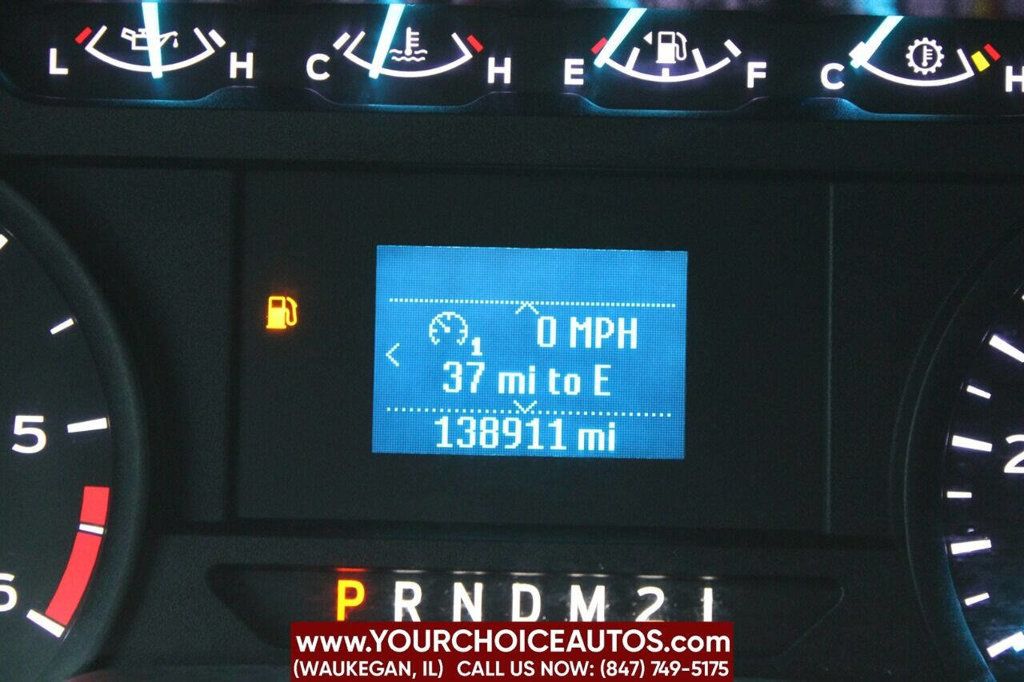 L H C H E F C H
0 MPH
1
37 mi to E
138911 mi
5
6
2
P R N D M 2 1
www.YOURCHOICEAUTOS.com
(WAUKEGAN, IL) CALL US NOW: (847) 749-5175